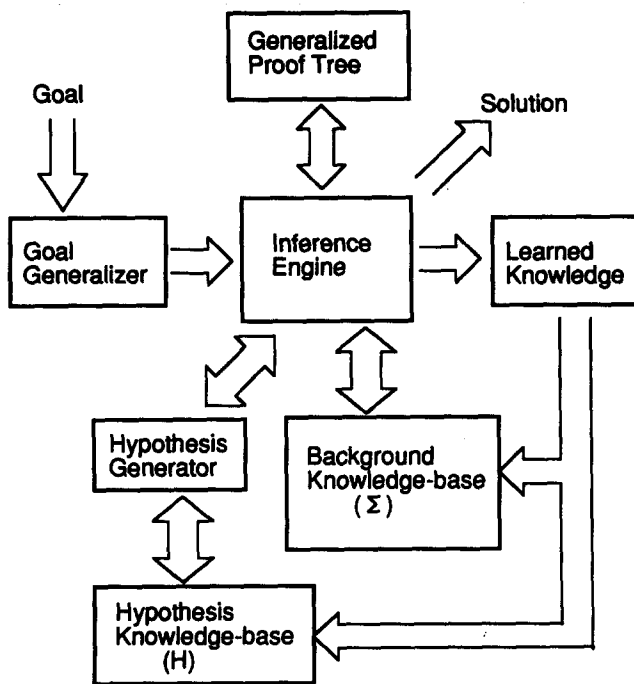 Generalized
Proof Tree
Goal
Solution
Goal
Generalizer
Inference
Engine
Learned
Knowledge
Hypothesis
Generator
Background
Knowledge-base
(Σ)
Hypothesis
Knowledge-base
(H)